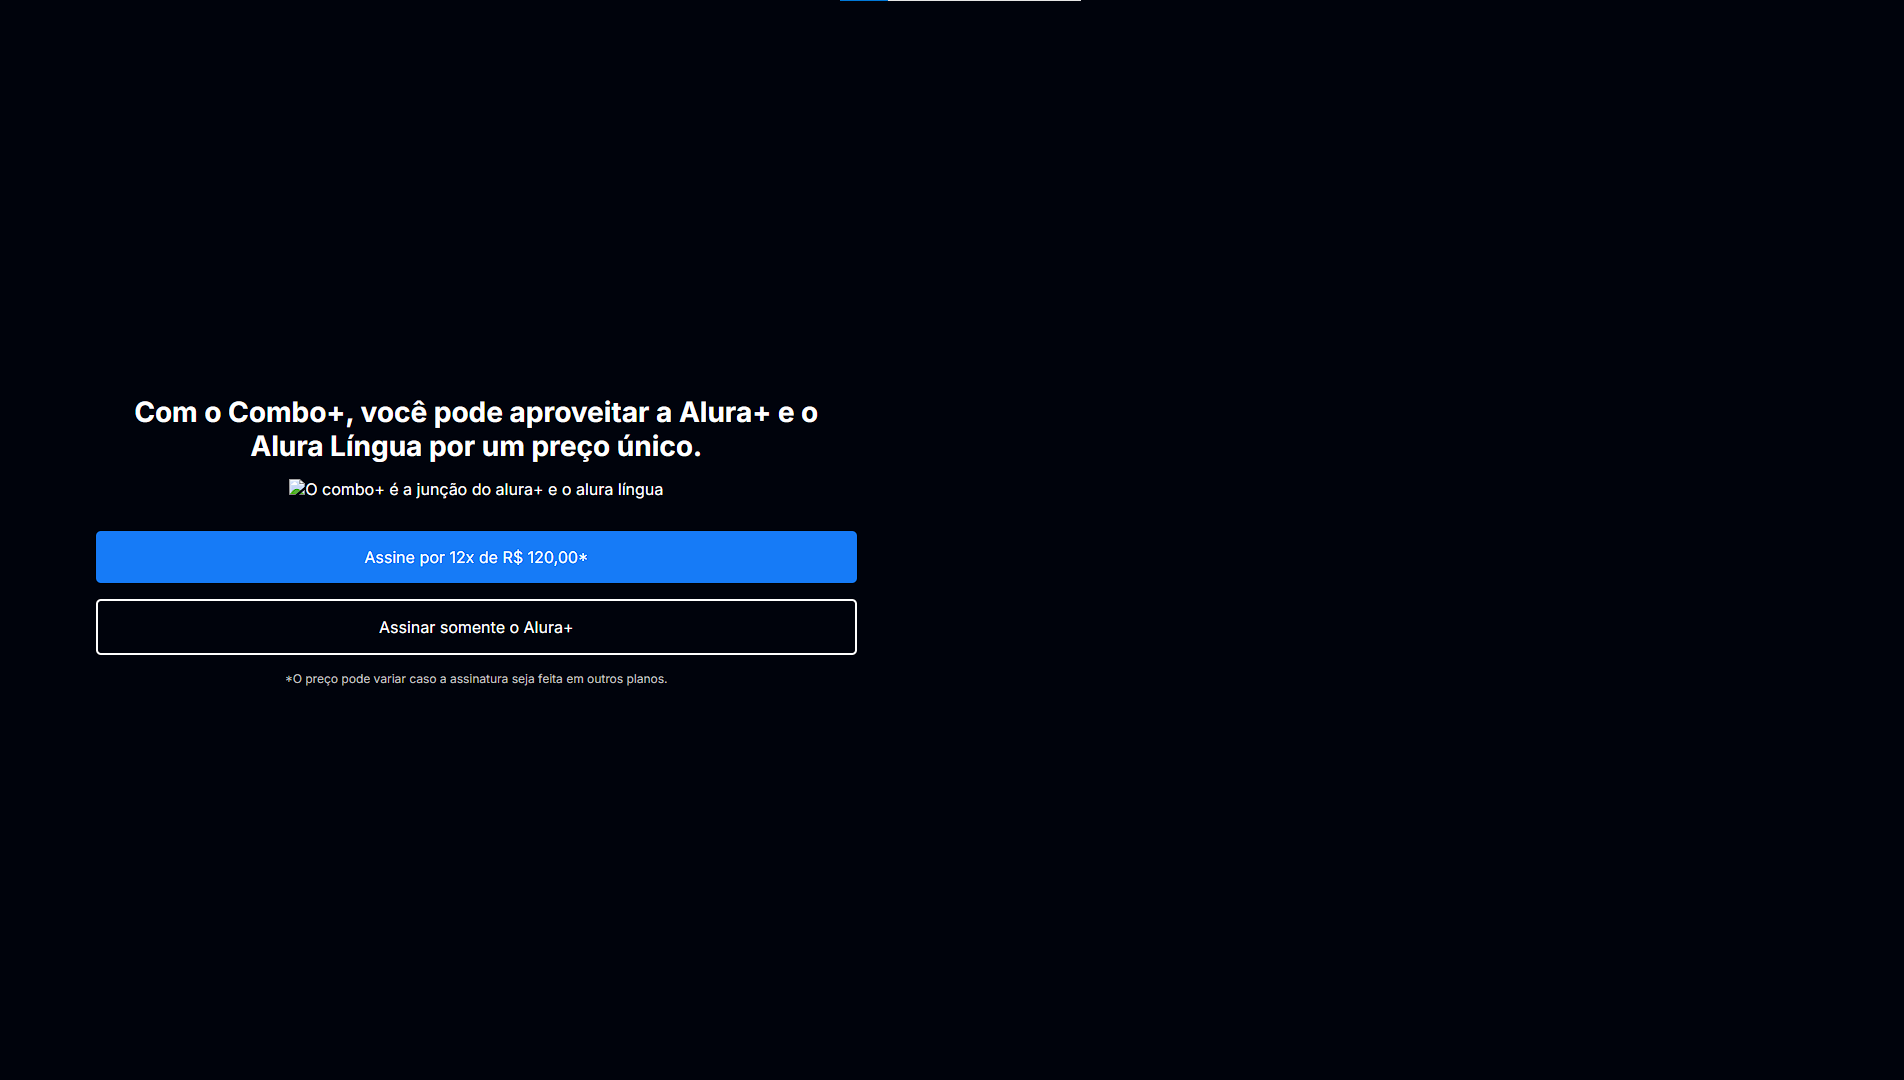 Com o Combo+, você pode aproveitar a Alura+ e o
Alura Língua por um preço único.
O combo+ é a junção do alura+ e o alura língua
Assine por 12x de R$ 120,00*
Assinar somente o Alura+
*O preço pode variar caso a assinatura seja feita em outros planos.